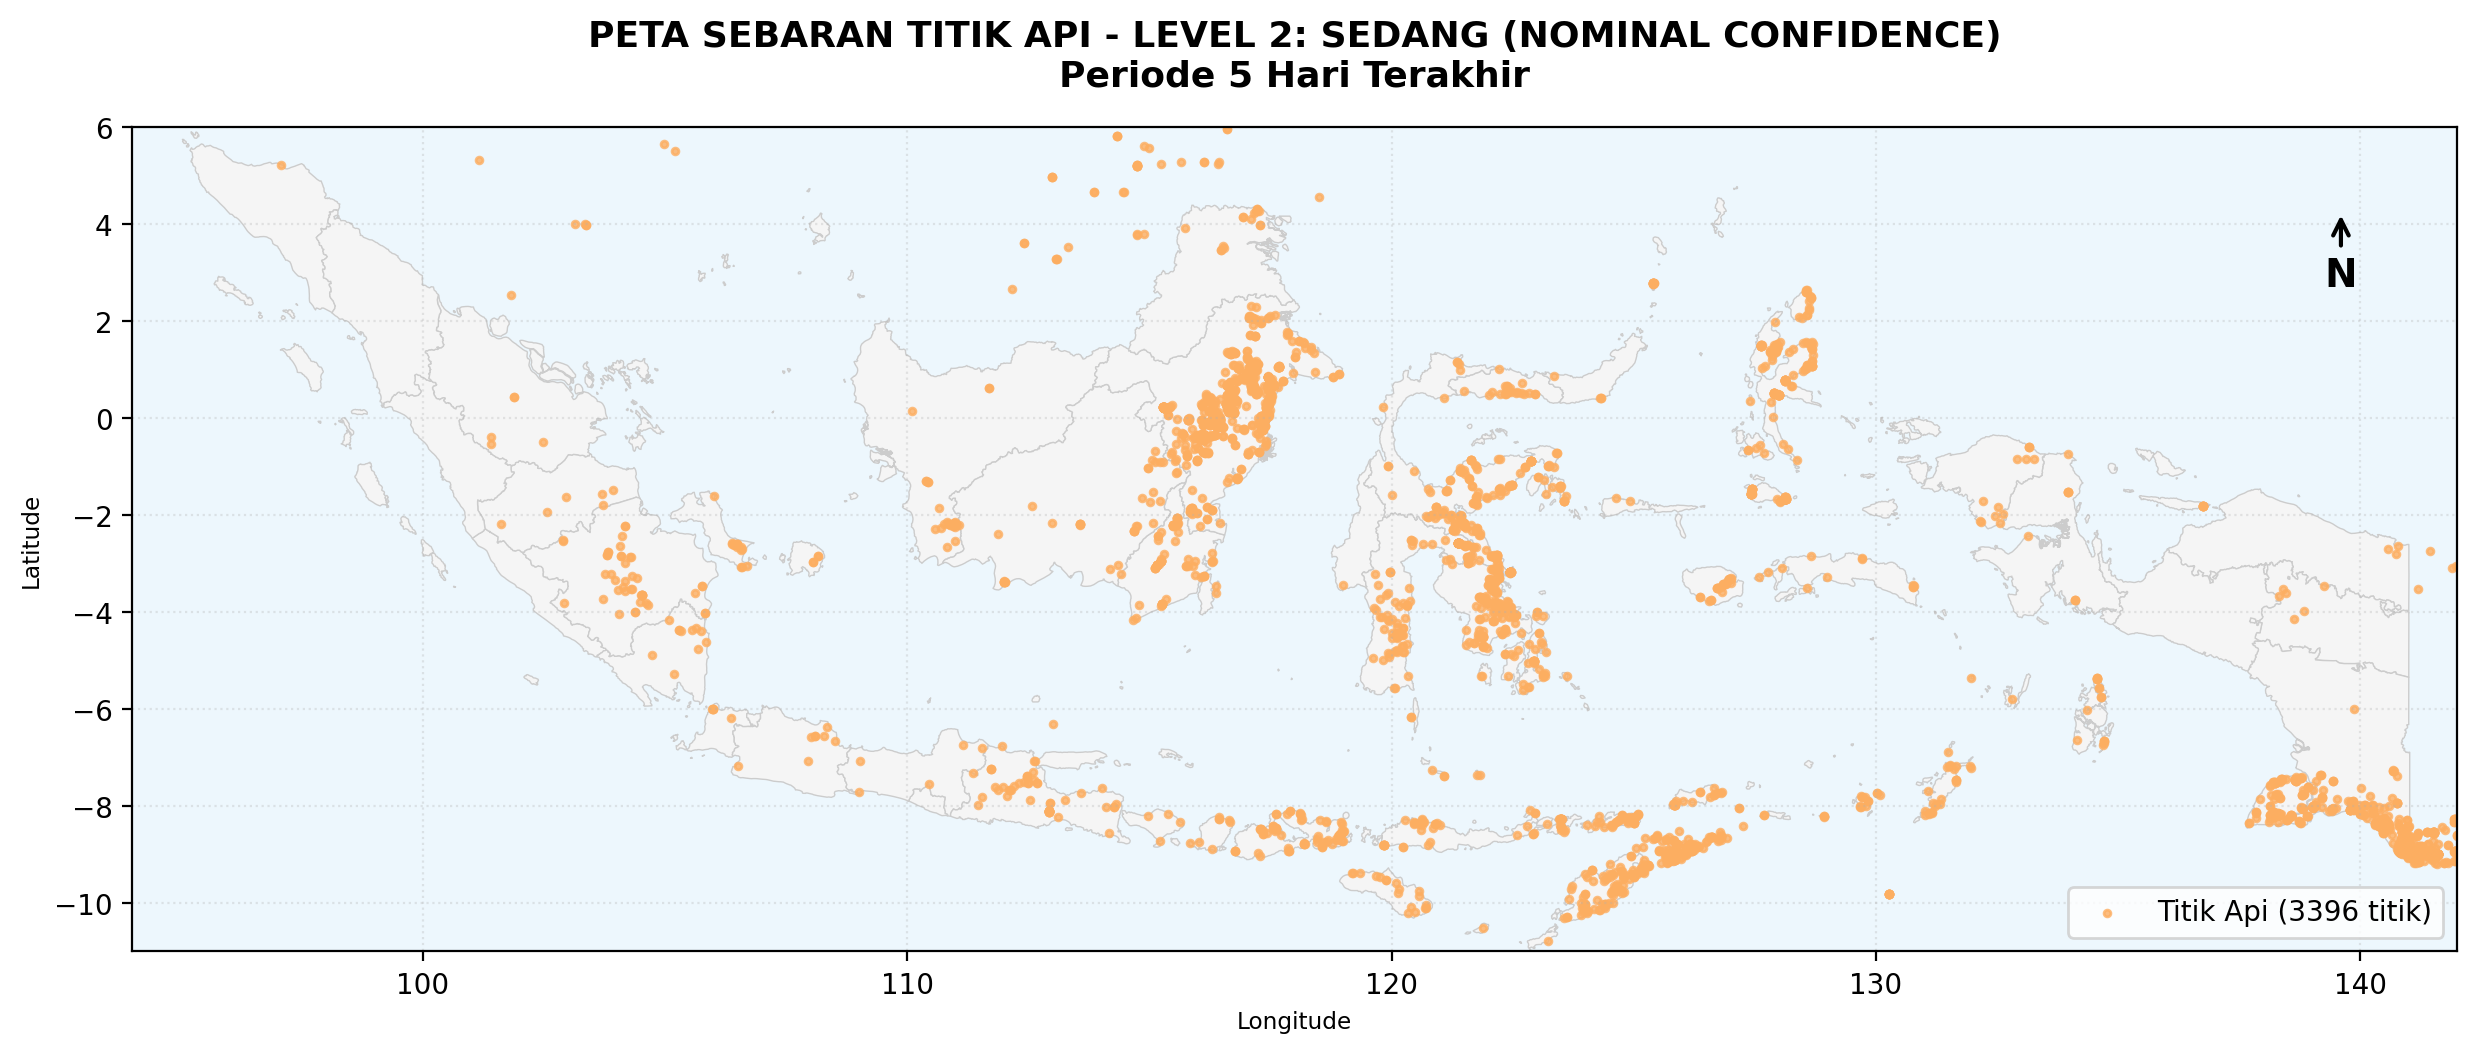 PETA SEBARAN TITIK API - LEVEL 2: SEDANG (NOMINAL CONFIDENCE)
Periode 5 Hari Terakhir
6
4
2
0
−2
−4
−6
−8
−10
Latitude
N
Titik Api (3396 titik)
100
110
120
130
140
Longitude